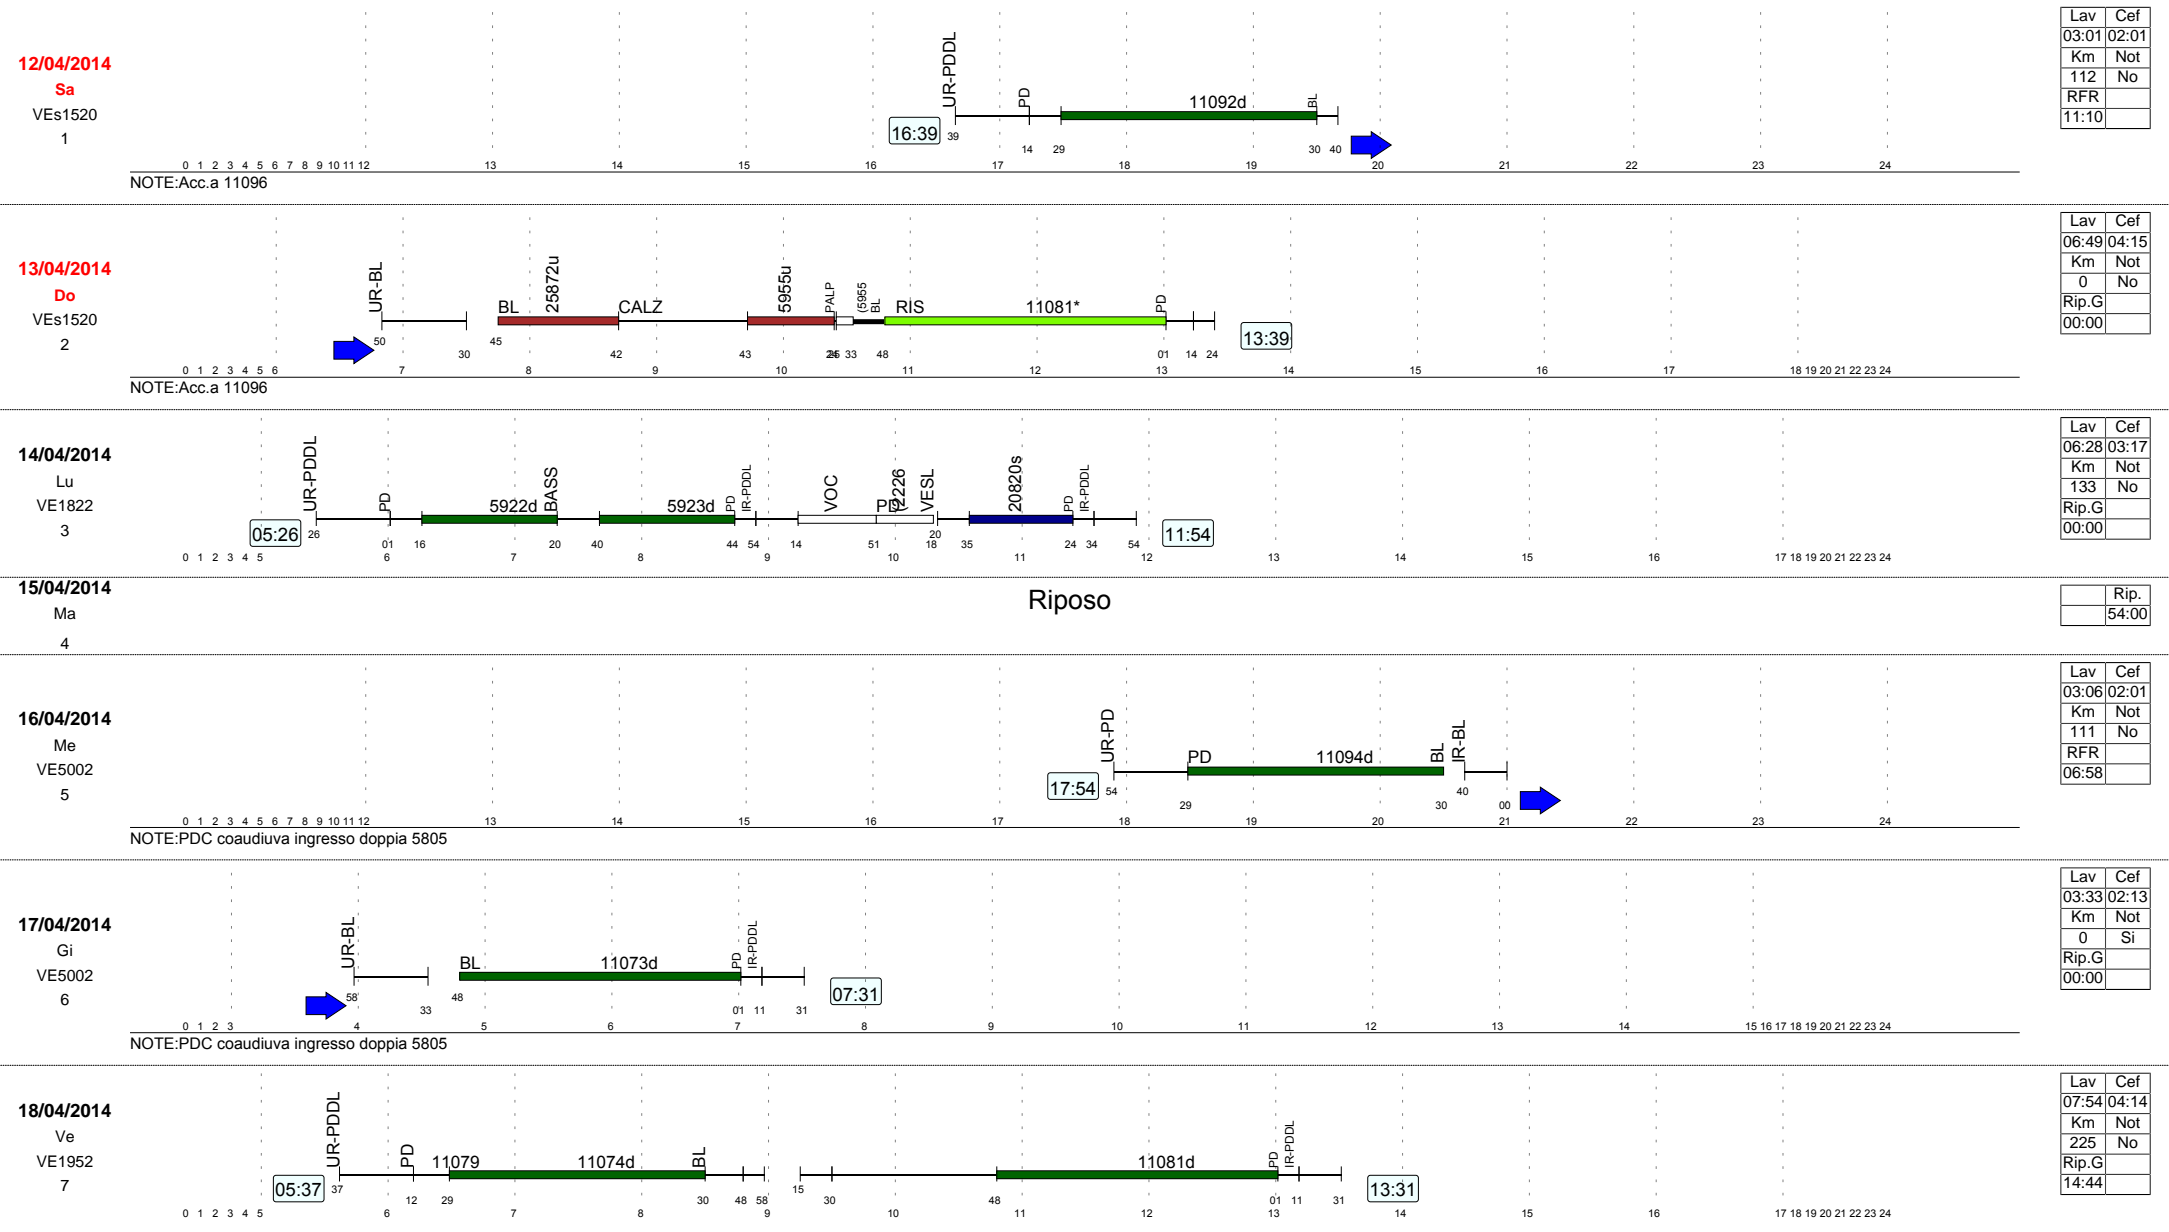 12/04/2014
Sa
VEs1520
1
UR-PDDL PD 11092d BL
16:39 39 14 29 30 40
0 1 2 3 4 5 6 7 8 9 10 11 12 13 14 15 16 17 18 19 20 21 22 23 24
NOTE:Acc.a 11096
Lav Cef
03:01 02:01
Km Not
112 No
RFR
11:10
13/04/2014
Do
VEs1520
2
UR-BL BL 25872u CALZ 5955u PALP (5955 BL RIS 11081* PD
50 30 45 42 43 33 48 01 14 24 13:39
0 1 2 3 4 5 6 7 8 9 10 11 12 13 14 15 16 17 18 19 20 21 22 23 24
NOTE:Acc.a 11096
Lav Cef
06:49 04:15
Km Not
0 No
Rip.G
00:00
14/04/2014
Lu
VE1822
3
UR-PDDL PD 5922d BASS 5923d PD IR-PDDL VOC PD (2226 VESL 20820s PD IR-PDDL
05:26 26 01 16 20 40 44 54 14 51 18 20 35 24 34 54 11:54
0 1 2 3 4 5 6 7 8 9 10 11 12 13 14 15 16 17 18 19 20 21 22 23 24
Lav Cef
06:28 03:17
Km Not
133 No
Rip.G
00:00
15/04/2014
Ma
4
Riposo
Rip.
54:00
16/04/2014
Me
VE5002
5
UR-PD PD 11094d BL IR-BL
17:54 54 29 30 40 00
0 1 2 3 4 5 6 7 8 9 10 11 12 13 14 15 16 17 18 19 20 21 22 23 24
NOTE:PDC coaudiuva ingresso doppia 5805
Lav Cef
03:06 02:01
Km Not
111 No
RFR
06:58
17/04/2014
Gi
VE5002
6
UR-BL BL 11073d PD IR-PDDL
58 33 48 01 11 31 07:31
0 1 2 3 4 5 6 7 8 9 10 11 12 13 14 15 16 17 18 19 20 21 22 23 24
NOTE:PDC coaudiuva ingresso doppia 5805
Lav Cef
03:33 02:13
Km Not
0 Si
Rip.G
00:00
18/04/2014
Ve
VE1952
7
UR-PDDL PD 11079 11074d BL 11081d PD IR-PDDL
05:37 37 12 29 30 48 58 15 30 48 01 11 31 13:31
0 1 2 3 4 5 6 7 8 9 10 11 12 13 14 15 16 17 18 19 20 21 22 23 24
Lav Cef
07:54 04:14
Km Not
225 No
Rip.G
14:44